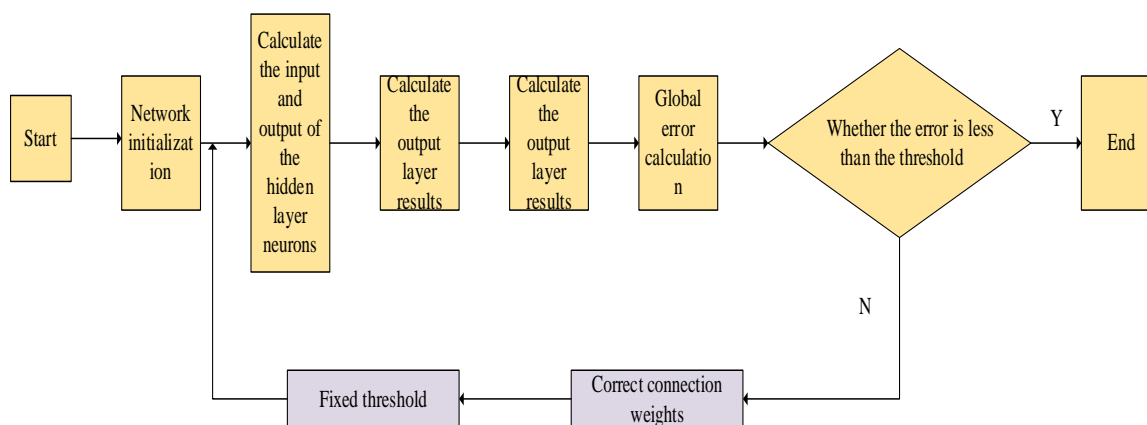 Start
Network
initializat
ion
Calculate
the input
and
output of
the
hidden
layer
neurons
Calculate
the
output
layer
results
Calculate
the
output
layer
results
Global
error
calculatio
n
Whether the error is less
than the threshold
Y
End
N
Correct connection
weights
Fixed threshold